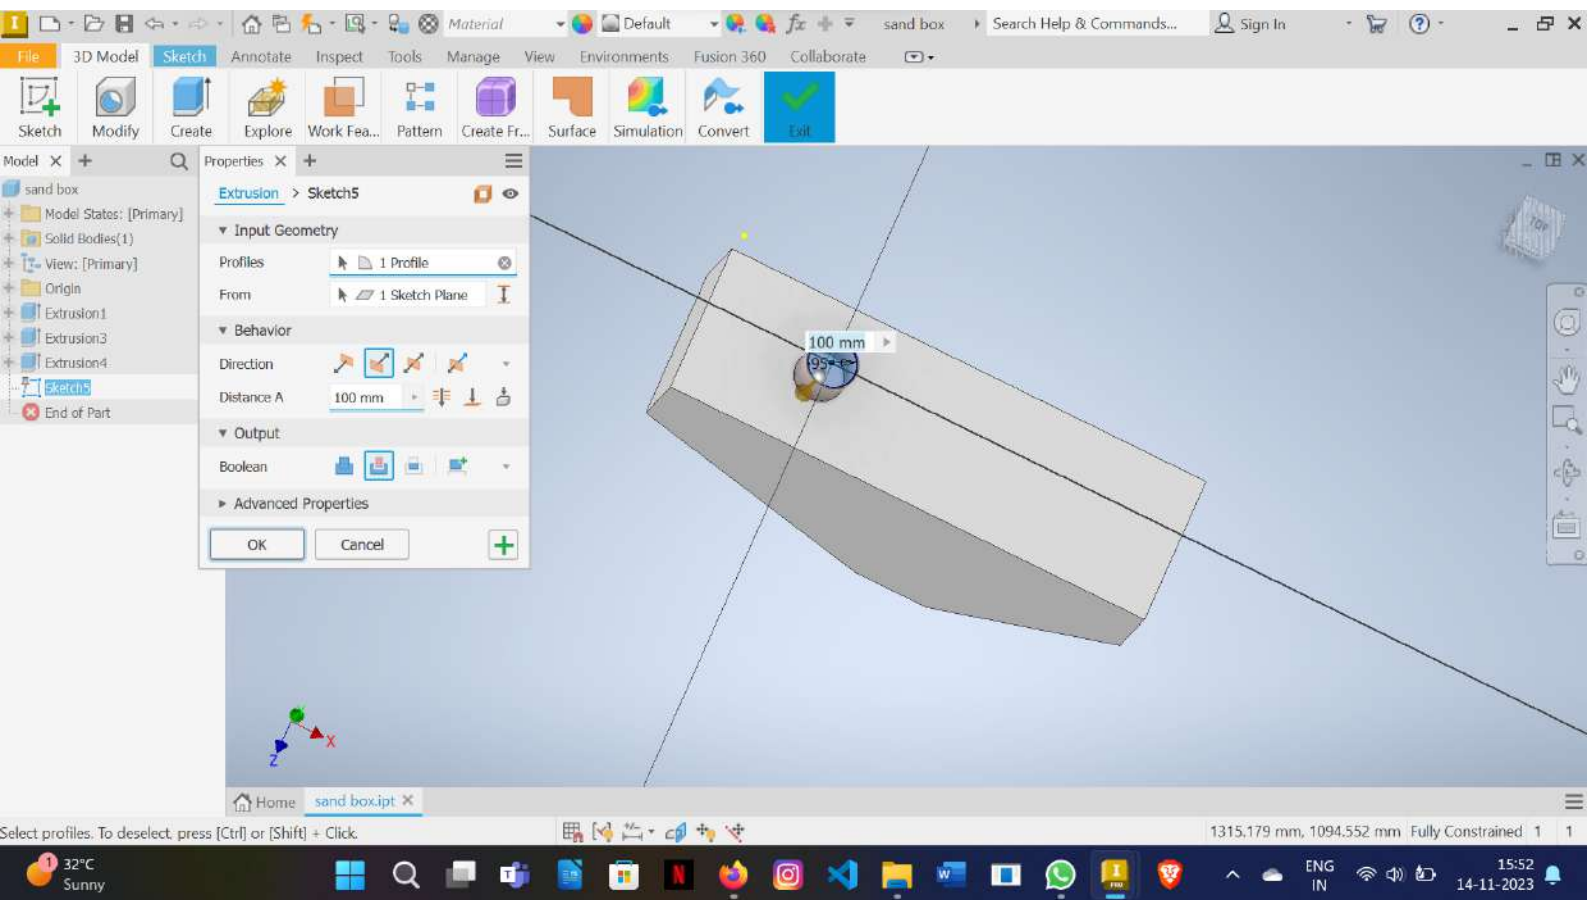 I Material Default fx sand box Search Help & Commands... Sign In ?
File 3D Model Sketch Annotate Inspect Tools Manage View Environments Fusion 360 Collaborate
Sketch Modify Create Explore Work Fea... Pattern Create Fr... Surface Simulation Convert Exit
Model X + Properties X +
sand box
Extrusion > Sketch5
Model States: [Primary]
Solid Bodies(1)
View: [Primary]
Origin
Extrusion1
Extrusion3
Extrusion4
Sketch5
End of Part
Input Geometry
Profiles 1 Profile
From 1 Sketch Plane
Behavior
Direction
Distance A 100 mm
Output
Boolean
Advanced Properties
OK Cancel
TOP
100 mm
X
Z
Home sand box.ipt X
Select profiles. To deselect, press [Ctrl] or [Shift] + Click.
1315.179 mm, 1094.552 mm Fully Constrained 1 1
1 32°C
Sunny
N
W
I
PRO
ENG
IN
15:52
14-11-2023